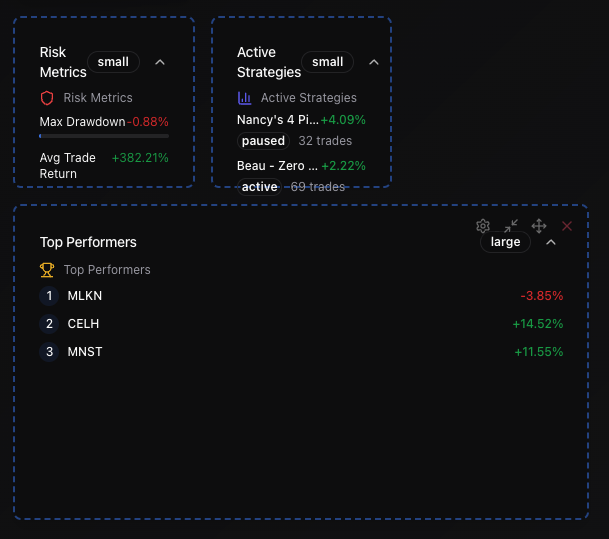 Risk Metrics
small
Risk Metrics
Max Drawdown -0.88%
Avg Trade Return +382.21%
Active Strategies
small
Active Strategies
Nancy's 4 Pi... +4.09%
paused 32 trades
Beau - Zero ... +2.22%
active 69 trades
Top Performers
large
Top Performers
1 MLKN -3.85%
2 CELH +14.52%
3 MNST +11.55%